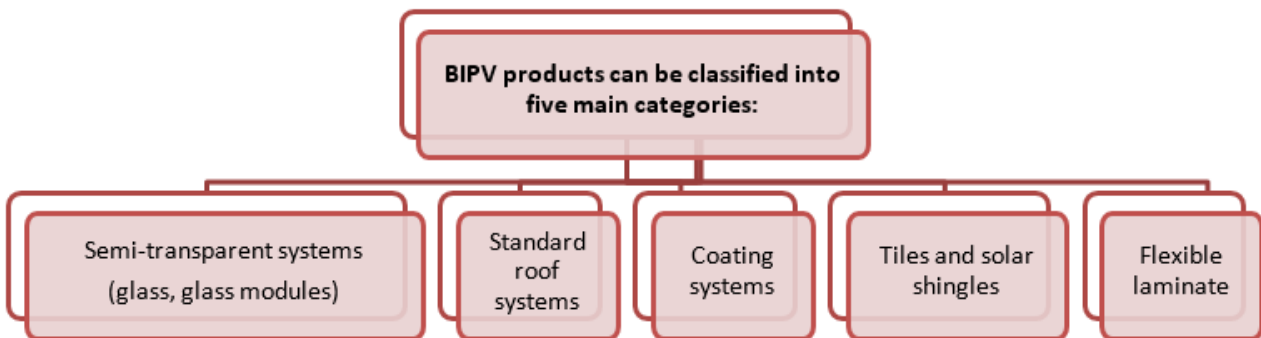 BIPV products can be classified into
five main categories:
Semi-transparent systems
(glass, glass modules)
Standard
roof
systems
Coating
systems
Tiles and solar
shingles
Flexible
laminate